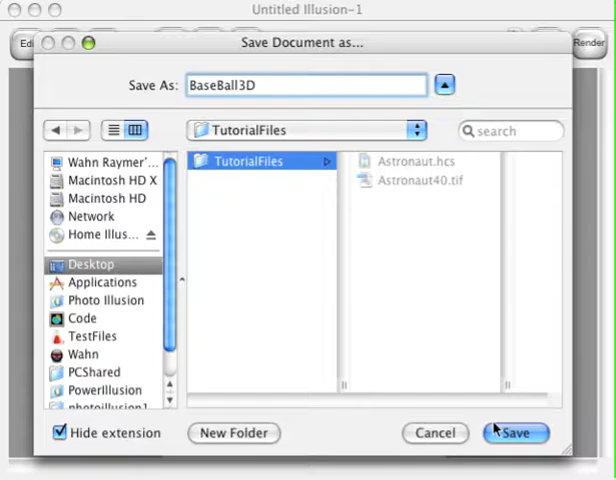 Untitled Illusion-1
Edi
Render
Save Document as...
Save As: BaseBall3D
TutorialFiles
search
Wahn Raymer'...
Macintosh HD X
Macintosh HD
Network
Home Illus...
Desktop
Applications
Photo Illusion
Code
TestFiles
Wahn
PCShared
PowerIllusion
photoillusion1
TutorialFiles
Astronaut.hcs
Astronaut40.tif
Hide extension
New Folder
Cancel
Save